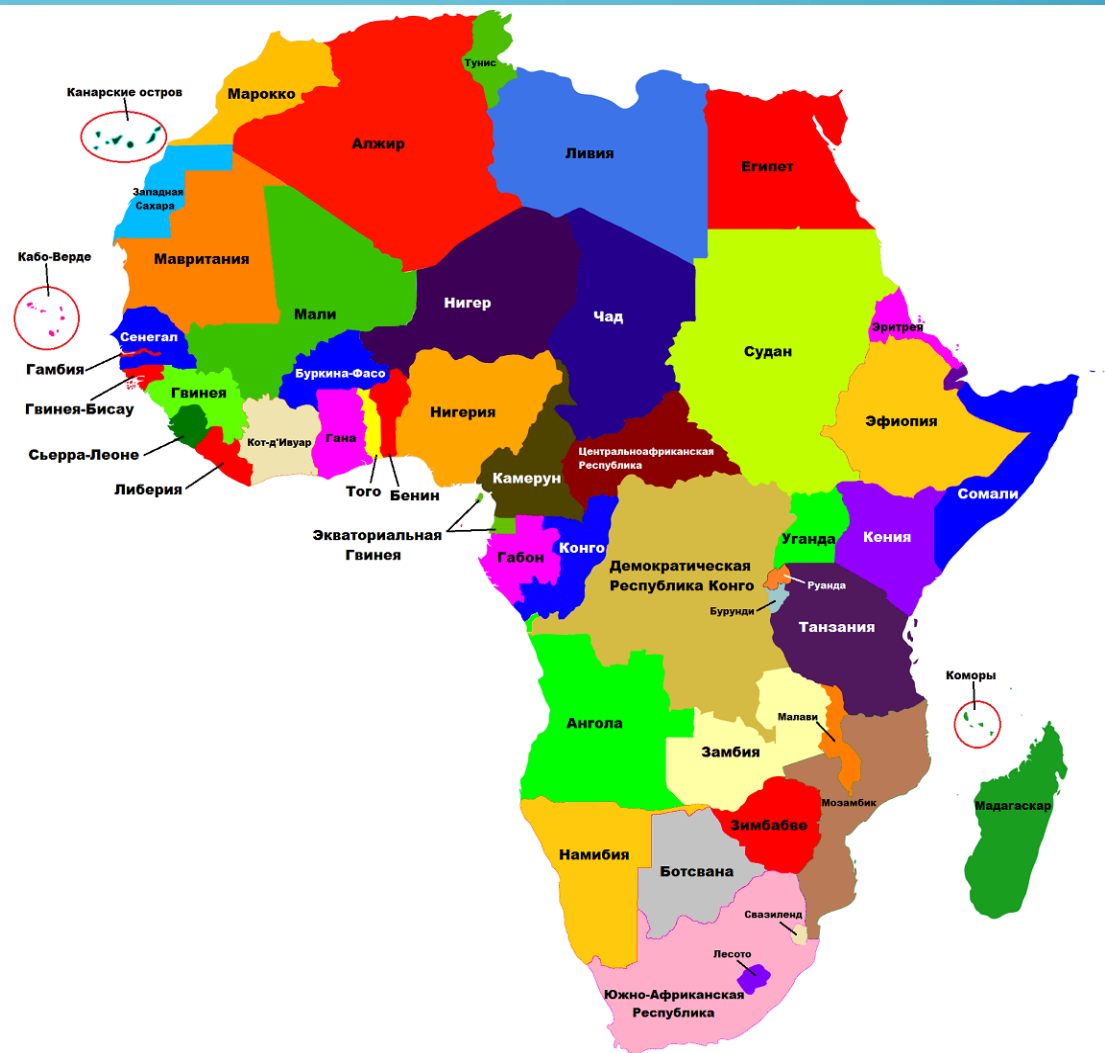 Тунис
Канарские остров
Марокко
Алжир
Ливия
Египет
Западная
Сахара
Кабо-Верде
Мавритания
Нигер
Мали
Чад
Эритрея
Сенегал
Судан
Гамбия
Буркина-Фасо
Гвинея
Гвинея-Бисау
Нигерия
Эфиопия
Гана
Кот-д'Ивуар
Центральноафриканская
Республика
Сьерра-Леоне
Камерун
Либерия
Того
Бенин
Сомали
Экваториальная
Гвинея
Уганда
Кения
Конго
Габон
Демократическая
Республика Конго
Руанда
Бурунди
Танзания
Коморы
Малави
Ангола
Замбия
Мозамбик
Мадагаскар
Зимбабве
Намибия
Ботсвана
Свазиленд
Лесото
Южно-Африканская
Республика